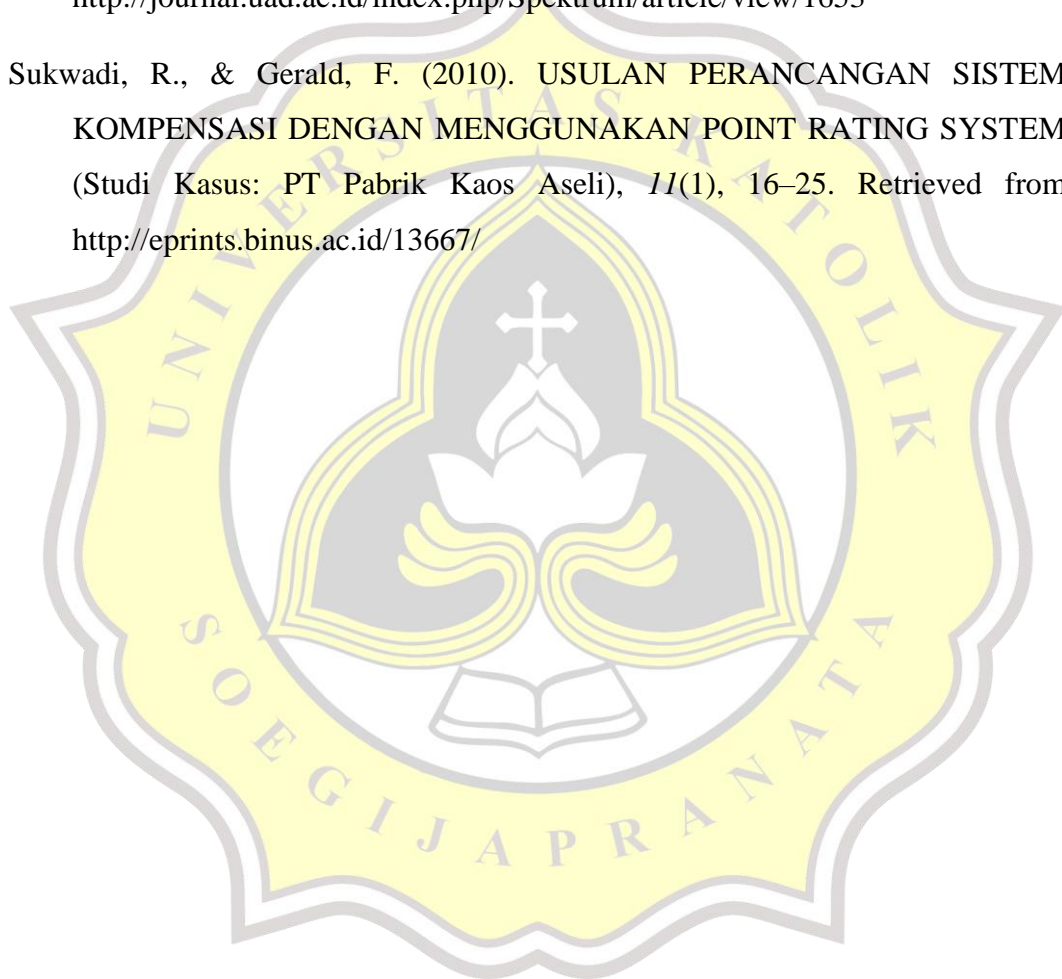 http://journal.uad.ac.id/index.php/Spektrum/article/view/1653
Sukwadi, R., & Gerald, F. (2010). USULAN PERANCANGAN SISTEM
KOMPENSASI DENGAN MENGGUNAKAN POINT RATING SYSTEM
(Studi Kasus: PT Pabrik Kaos Aseli), 11(1), 16–25. Retrieved from
http://eprints.binus.ac.id/13667/
UNIVERSITAS KATOLIK
SOEGIJAPRANATA